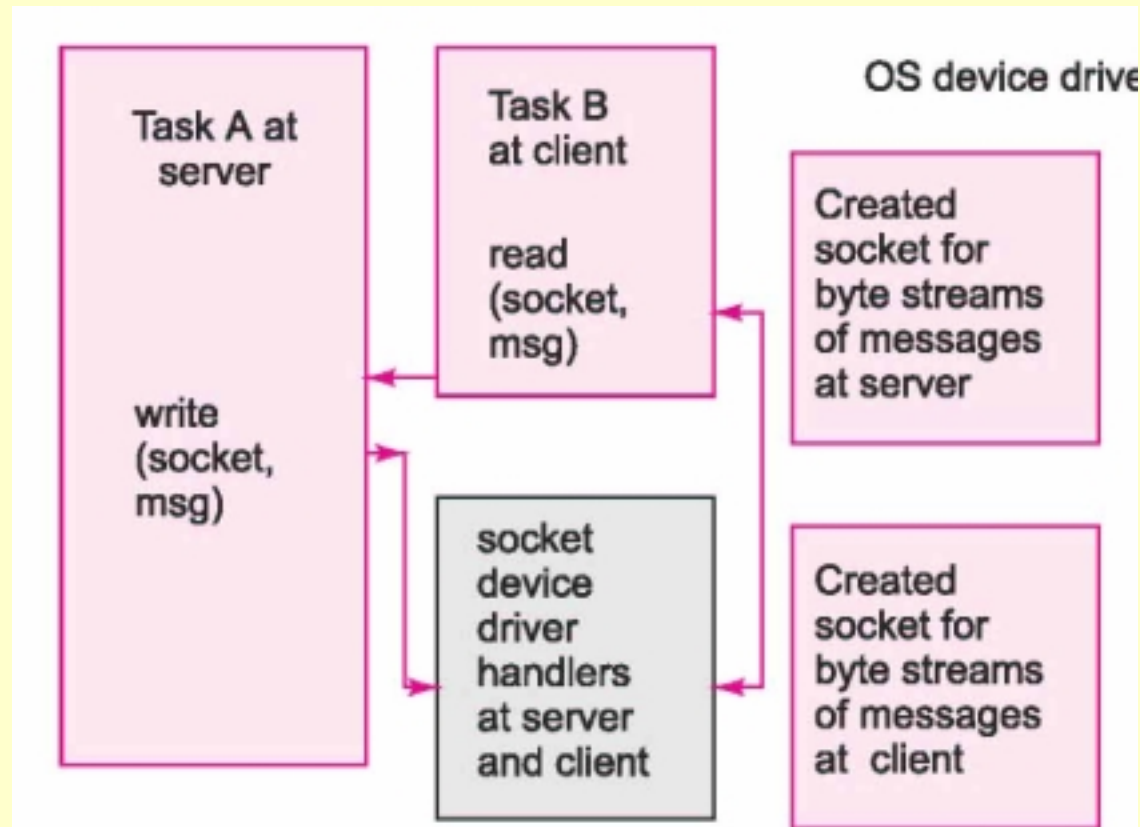 Task A at
server
write
(socket,
msg)
Task B
at client
read
(socket,
msg)
socket
device
driver
handlers
at server
and client
OS device
Created
socket for
byte streams
of messages
at server
Created
socket for
byte streams
of messages
at client